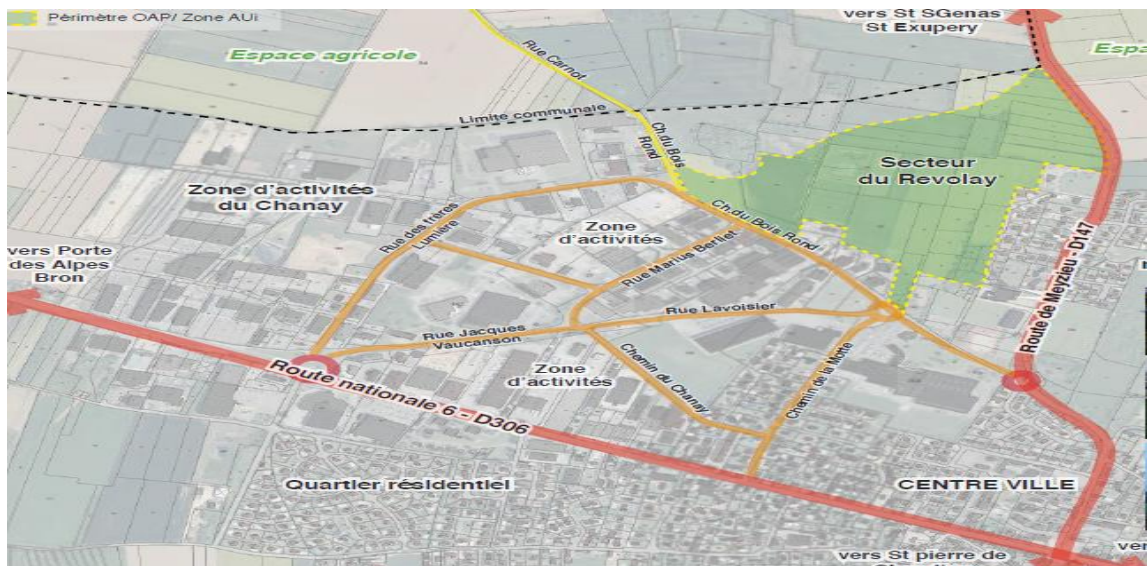 Périmètre OAP/ Zone AUi
vers St SGenas
St Exupery
Espace agricole
Espa
Rue Carnot
Limite communale
Ch.du Bois
Rond
Secteur
du Revolay
Zone d'activités
du Chanay
Rue des frères
Lumière
Zone
d'activités
Ch.du Bois Rond
Rue Marius Berliet
vers Porte
des Alpes
Bron
Route de Meyzieu - D147
Rue Lavoisier
Rue Jacques
Vaucanson
Route nationale 6 - D306
Zone
d'activités
Chemin du Chanay
Chemin de la Motte
Quartier résidentiel
CENTRE VILLE
vers St pierre de
ver